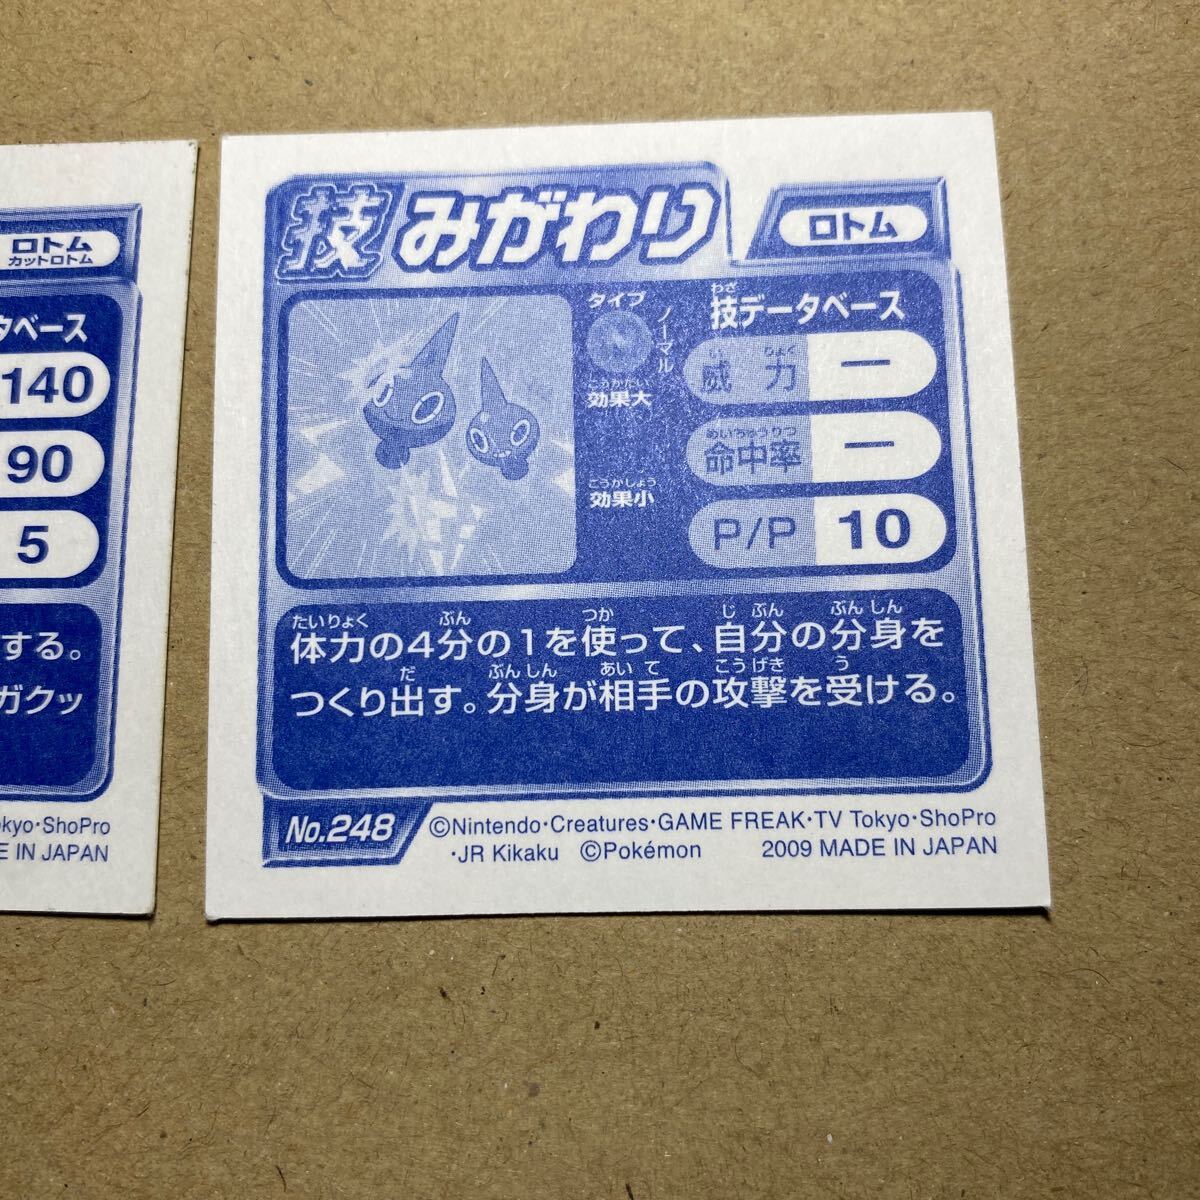 ロトム
カットロトム
タベース
140
90
5
する。
ガクッ
okyo・ShoPro
E IN JAPAN
技 みがわり
ロトム
タイプ
ノーマル
こうかだい
効果大
こうかしょう
効果小
わざ
技データベース
いりょく
威力 ー
めいちゅうりつ
命中率 ー
P/P 10
たいりょく ぶん つか じぶん ぶんしん
体力の4分の1を使って、自分の分身を
だ ぶんしん あいて こうげき う
つくり出す。分身が相手の攻撃を受ける。
No.248
©Nintendo・Creatures・GAME FREAK・TV Tokyo・ShoPro
・JR Kikaku ©Pokémon 2009 MADE IN JAPAN